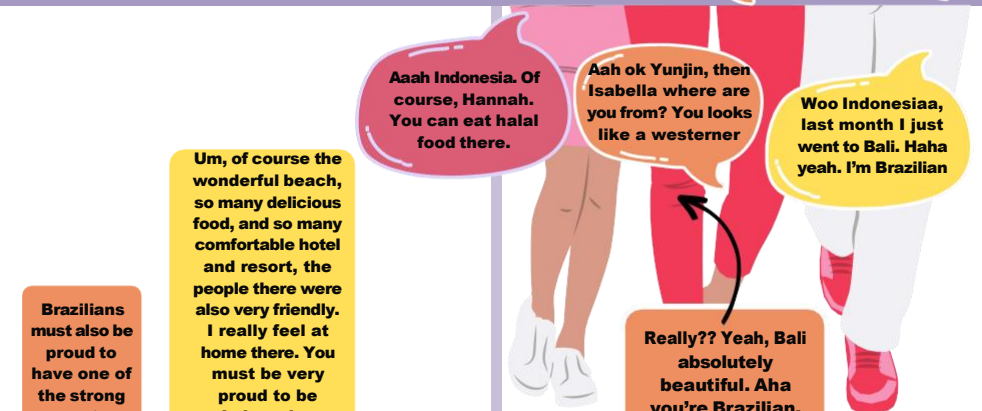 Aaah Indonesia. Of
course, Hannah.
You can eat halal
food there.
Aah ok Yunjin, then
Isabella where are
you from? You looks
like a westerner
Woo Indonesiaa,
last month I just
went to Bali. Haha
yeah. I'm Brazilian
Really?? Yeah, Bali
absolutely
beautiful. Aha
you're Brazilian.
Um, of course the
wonderful beach,
so many delicious
food, and so many
comfortable hotel
and resort, the
people there were
also very friendly.
I really feel at
home there. You
must be very
proud to be
Brazilians
must also be
proud to
have one of
the strong